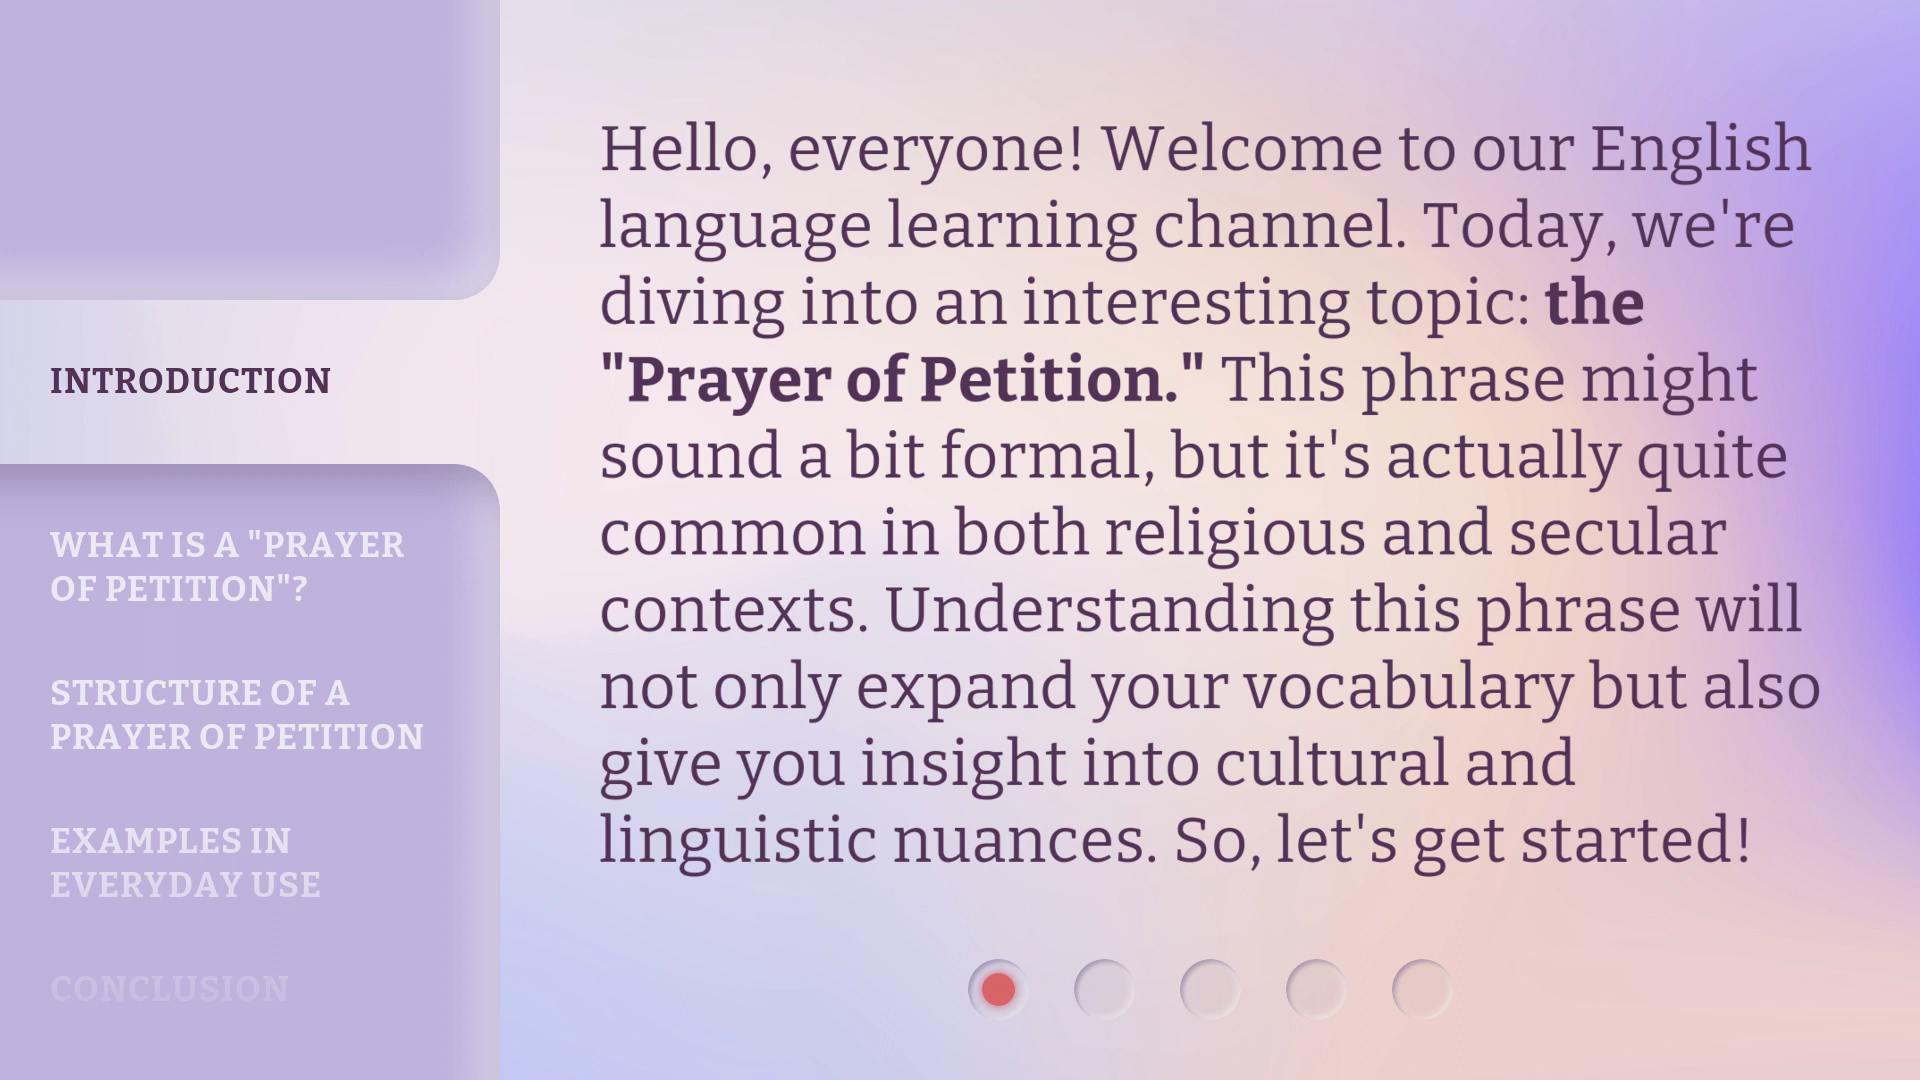 INTRODUCTION
WHAT IS A "PRAYER
OF PETITION"?
STRUCTURE OF A
PRAYER OF PETITION
EXAMPLES IN
EVERYDAY USE
CONCLUSION
Hello, everyone! Welcome to our English
language learning channel. Today, we're
diving into an interesting topic: the
"Prayer of Petition." This phrase might
sound a bit formal, but it's actually quite
common in both religious and secular
contexts. Understanding this phrase will
not only expand your vocabulary but also
give you insight into cultural and
linguistic nuances. So, let's get started!